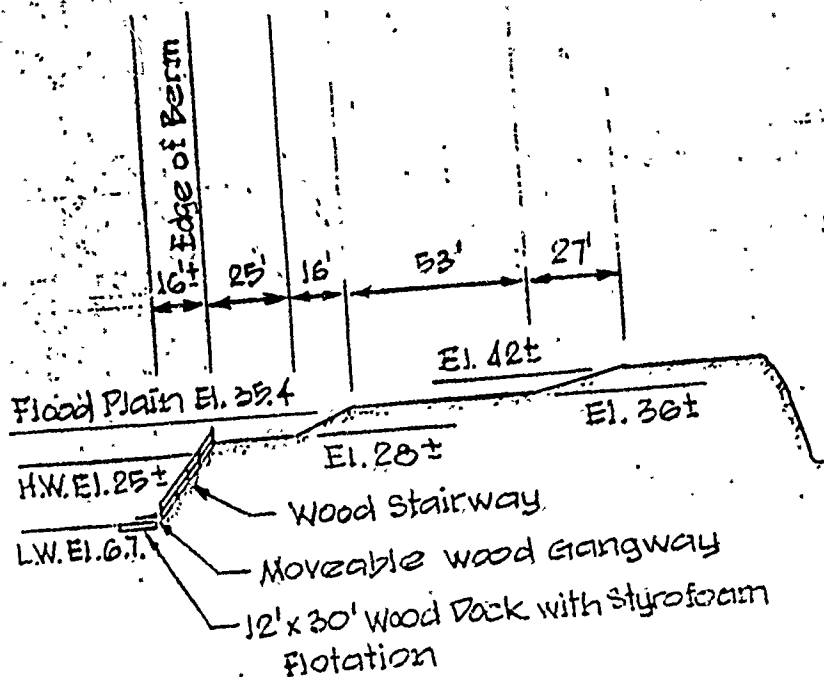 Edge of Berm
16'± 25' 16' 53' 27'
El. 42±
Flood Plain El. 35.4
El. 36±
El. 28±
H.W. El. 25±
Wood Stairway
L.W. El. 6.7.
Moveable wood Gangway
12' x 30' Wood Dock with Styrofoam
Flotation